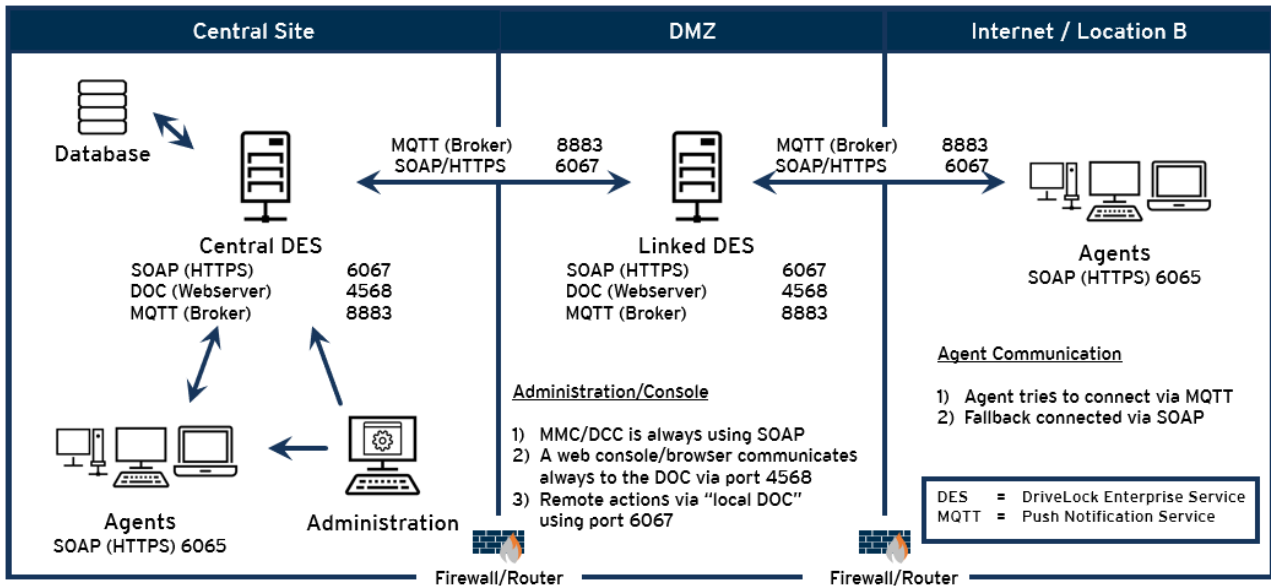 Central Site
DMZ
Internet / Location B
Database
MQTT (Broker) 8883
SOAP/HTTPS 6067
MQTT (Broker) 8883
SOAP/HTTPS 6067
Central DES
SOAP (HTTPS) 6067
DOC (Webserver) 4568
MQTT (Broker) 8883
Linked DES
SOAP (HTTPS) 6067
DOC (Webserver) 4568
MQTT (Broker) 8883
Agents
SOAP (HTTPS) 6065
Agents
SOAP (HTTPS) 6065
Administration
Administration/Console
1) MMC/DCC is always using SOAP
2) A web console/browser communicates
always to the DOC via port 4568
3) Remote actions via “local DOC”
using port 6067
Agent Communication
1) Agent tries to connect via MQTT
2) Fallback connected via SOAP
DES = DriveLock Enterprise Service
MQTT = Push Notification Service
Firewall/Router
Firewall/Router